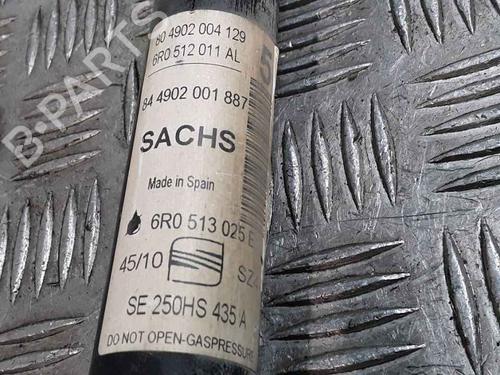 80 4902 004 129
6R0 512 011 AL
84 4902 001 887
SACHS
Made in Spain
6R0 513 025 E
45/10
SE 250HS 435 A
DO NOT OPEN-GASPRESSURE
B-PARTS